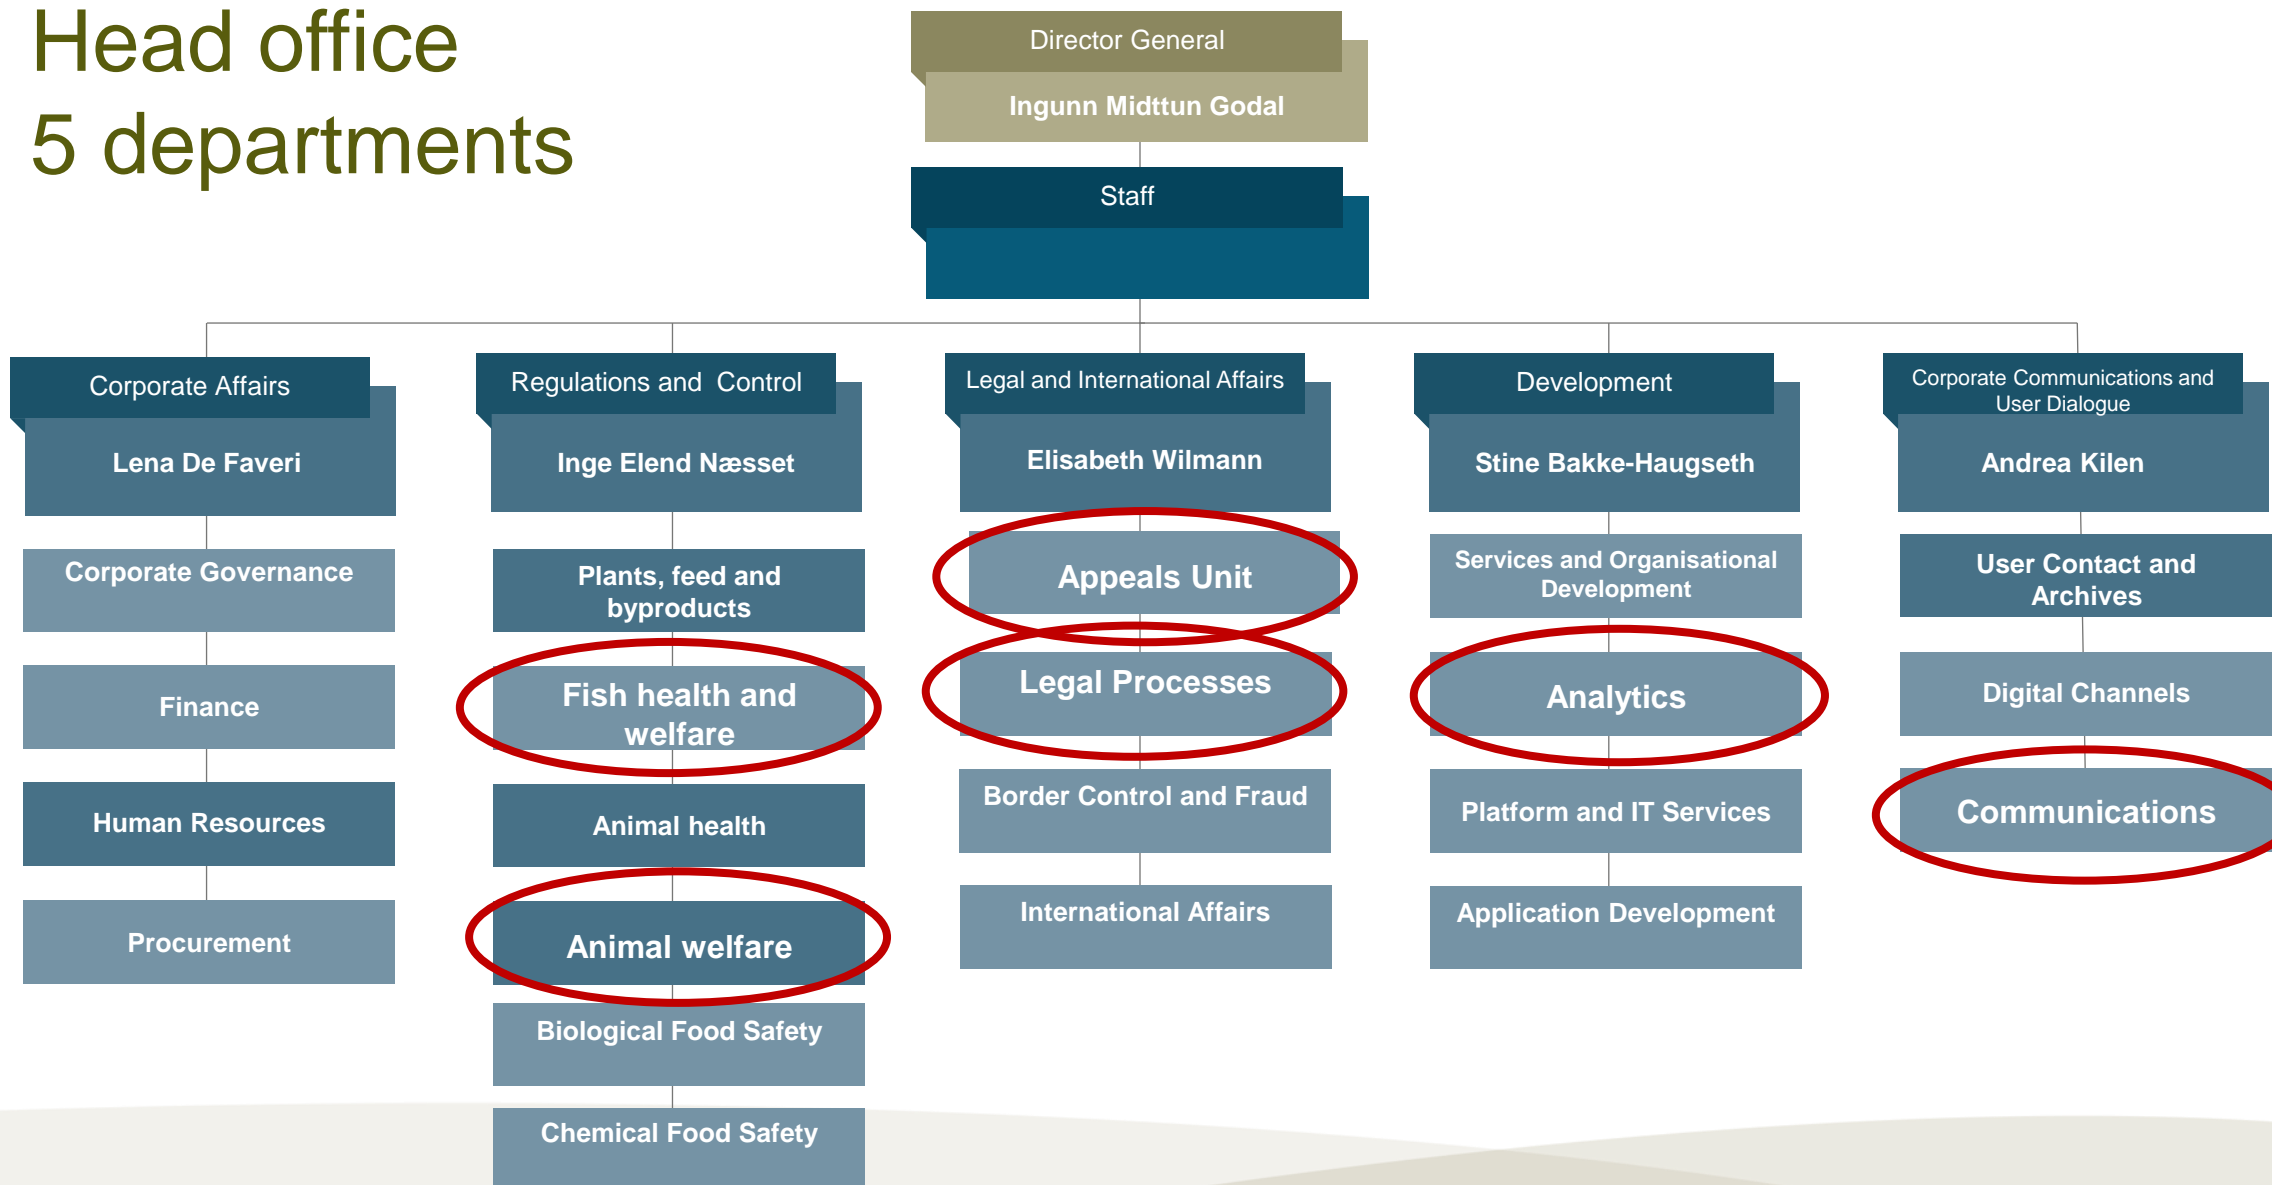 Head office
5 departments
Director General
Ingunn Midttun Godal
Staff
Corporate Affairs
Lena De Faveri
Corporate Governance
Finance
Human Resources
Procurement
Regulations and Control
Inge Elend Næsset
Plants, feed and
byproducts
Fish health and
welfare
Animal health
Animal welfare
Biological Food Safety
Chemical Food Safety
Legal and International Affairs
Elisabeth Wilmann
Appeals Unit
Legal Processes
Border Control and Fraud
International Affairs
Development
Stine Bakke-Haugseth
Services and Organisational
Development
Analytics
Platform and IT Services
Application Development
Corporate Communications and
User Dialogue
Andrea Kilen
User Contact and
Archives
Digital Channels
Communications